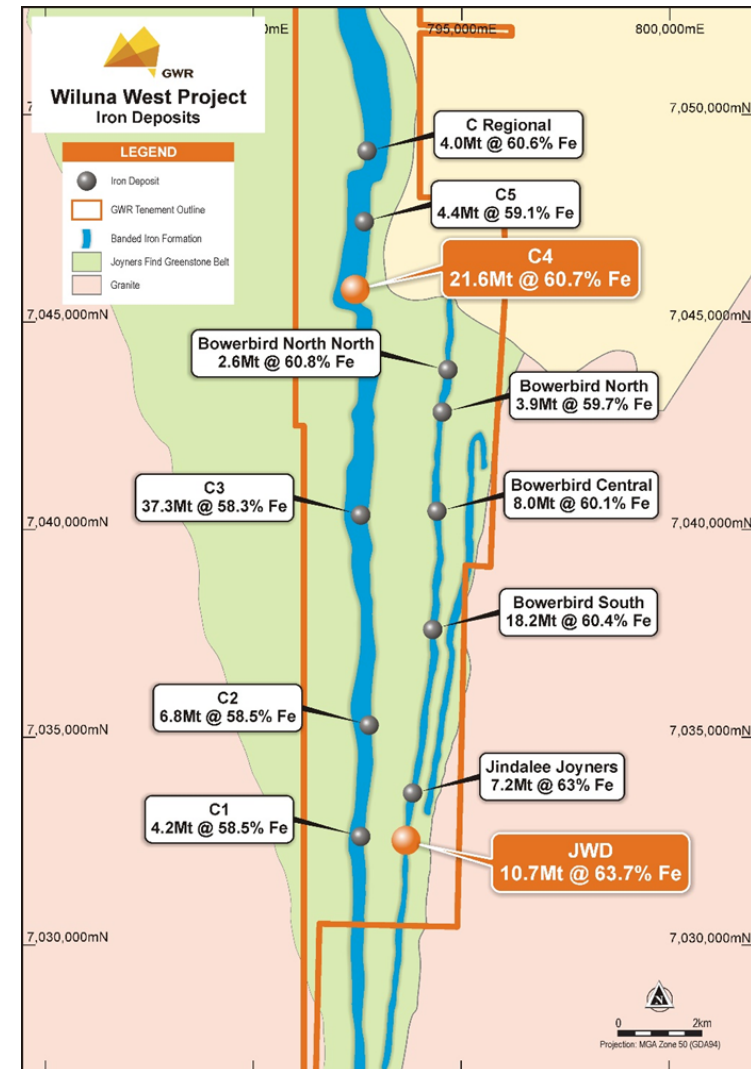 mE
795,000mE
800,000mE
GWR
Wiluna West Project
Iron Deposits
LEGEND
Iron Deposit
GWR Tenement Outline
Banded Iron Formation
Joyners Find Greenstone Belt
Granite
7,050,000mN
C Regional
4.0Mt @ 60.6% Fe
C5
4.4Mt @ 59.1% Fe
C4
21.6Mt @ 60.7% Fe
7,045,000mN
7,045,000mN
Bowerbird North North
2.6Mt @ 60.8% Fe
Bowerbird North
3.9Mt @ 59.7% Fe
C3
37.3Mt @ 58.3% Fe
Bowerbird Central
8.0Mt @ 60.1% Fe
7,040,000mN
7,040,000mN
Bowerbird South
18.2Mt @ 60.4% Fe
C2
6.8Mt @ 58.5% Fe
7,035,000mN
7,035,000mN
Jindalee Joyners
7.2Mt @ 63% Fe
C1
4.2Mt @ 58.5% Fe
JWD
10.7Mt @ 63.7% Fe
7,030,000mN
7,030,000mN
N
0 2km
Projection: MGA Zone 50 (GDA94)